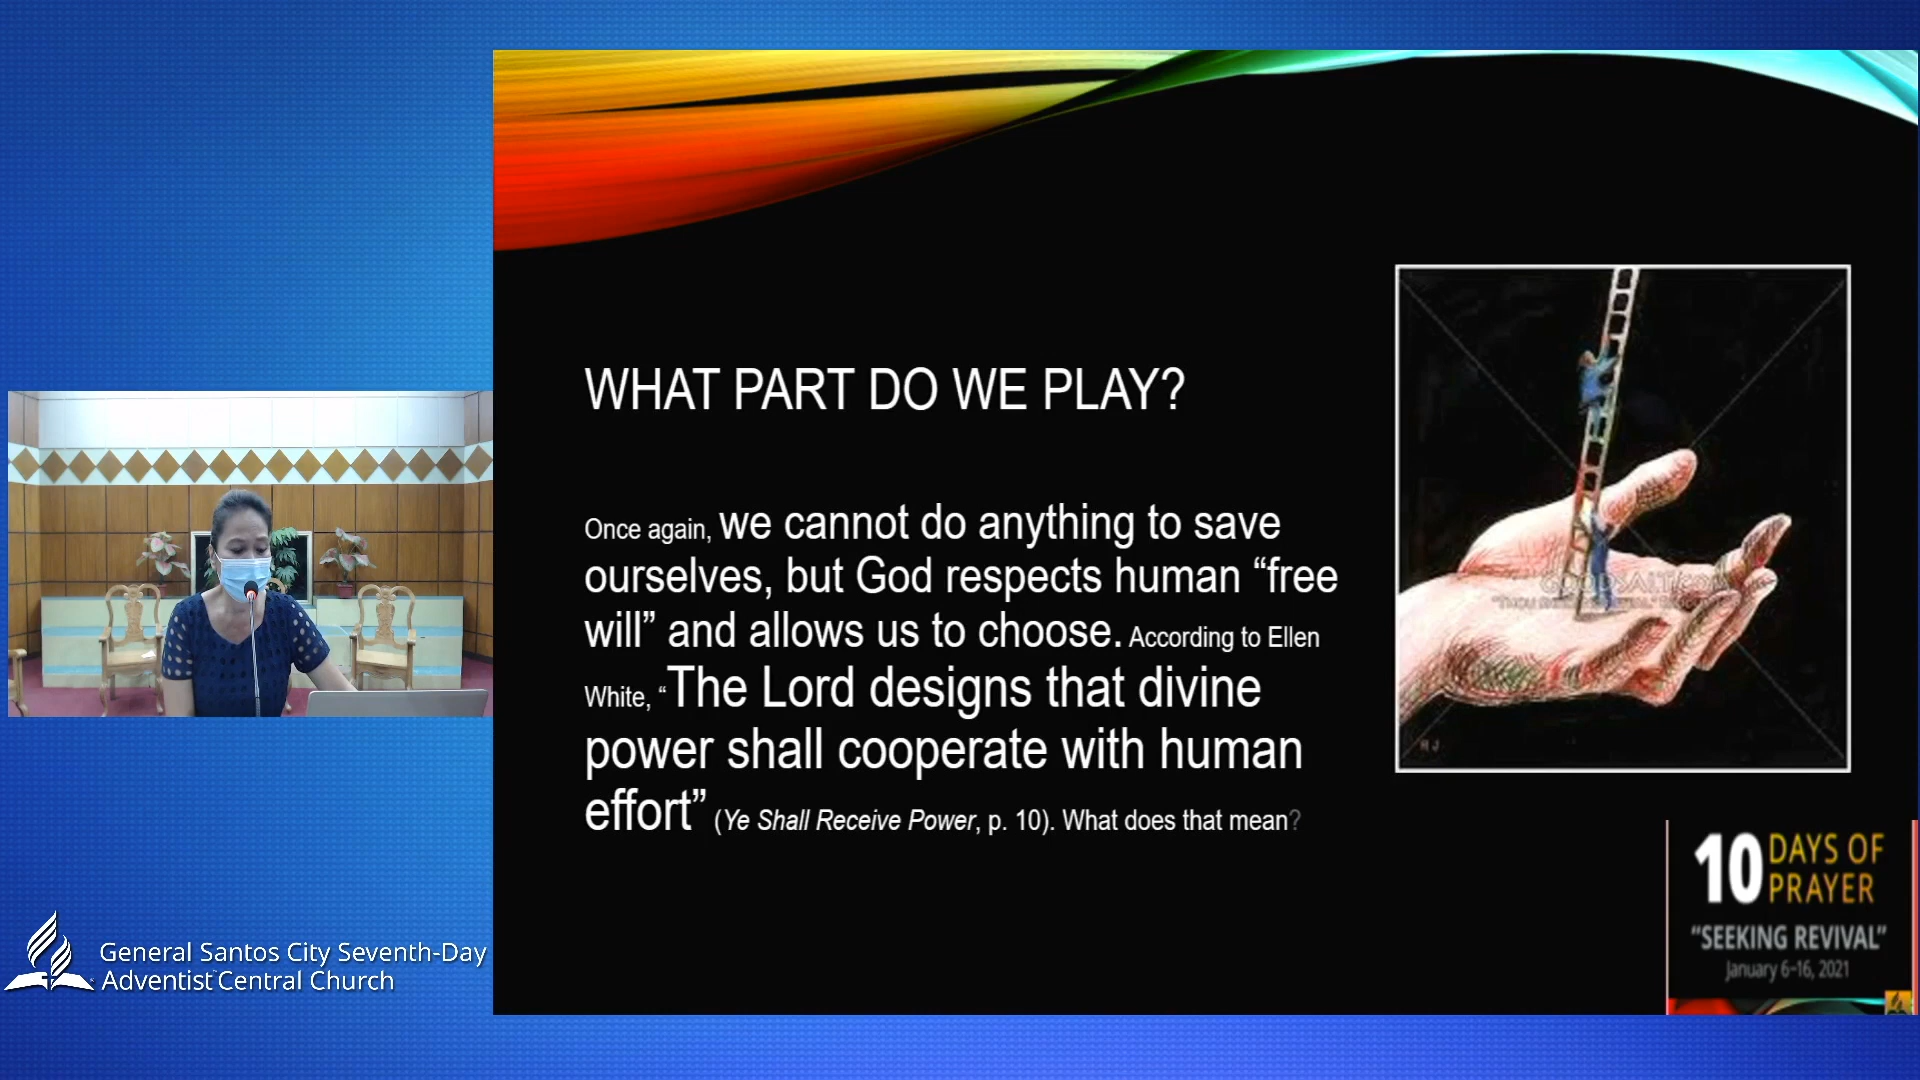 WHAT PART DO WE PLAY?
Once again, we cannot do anything to save
ourselves, but God respects human “free
will” and allows us to choose. According to Ellen
White, “The Lord designs that divine
power shall cooperate with human
effort” (Ye Shall Receive Power, p. 10). What does that mean?
10 DAYS OF
PRAYER
“SEEKING REVIVAL”
January 6-16, 2021
General Santos City Seventh-Day
Adventist Central Church